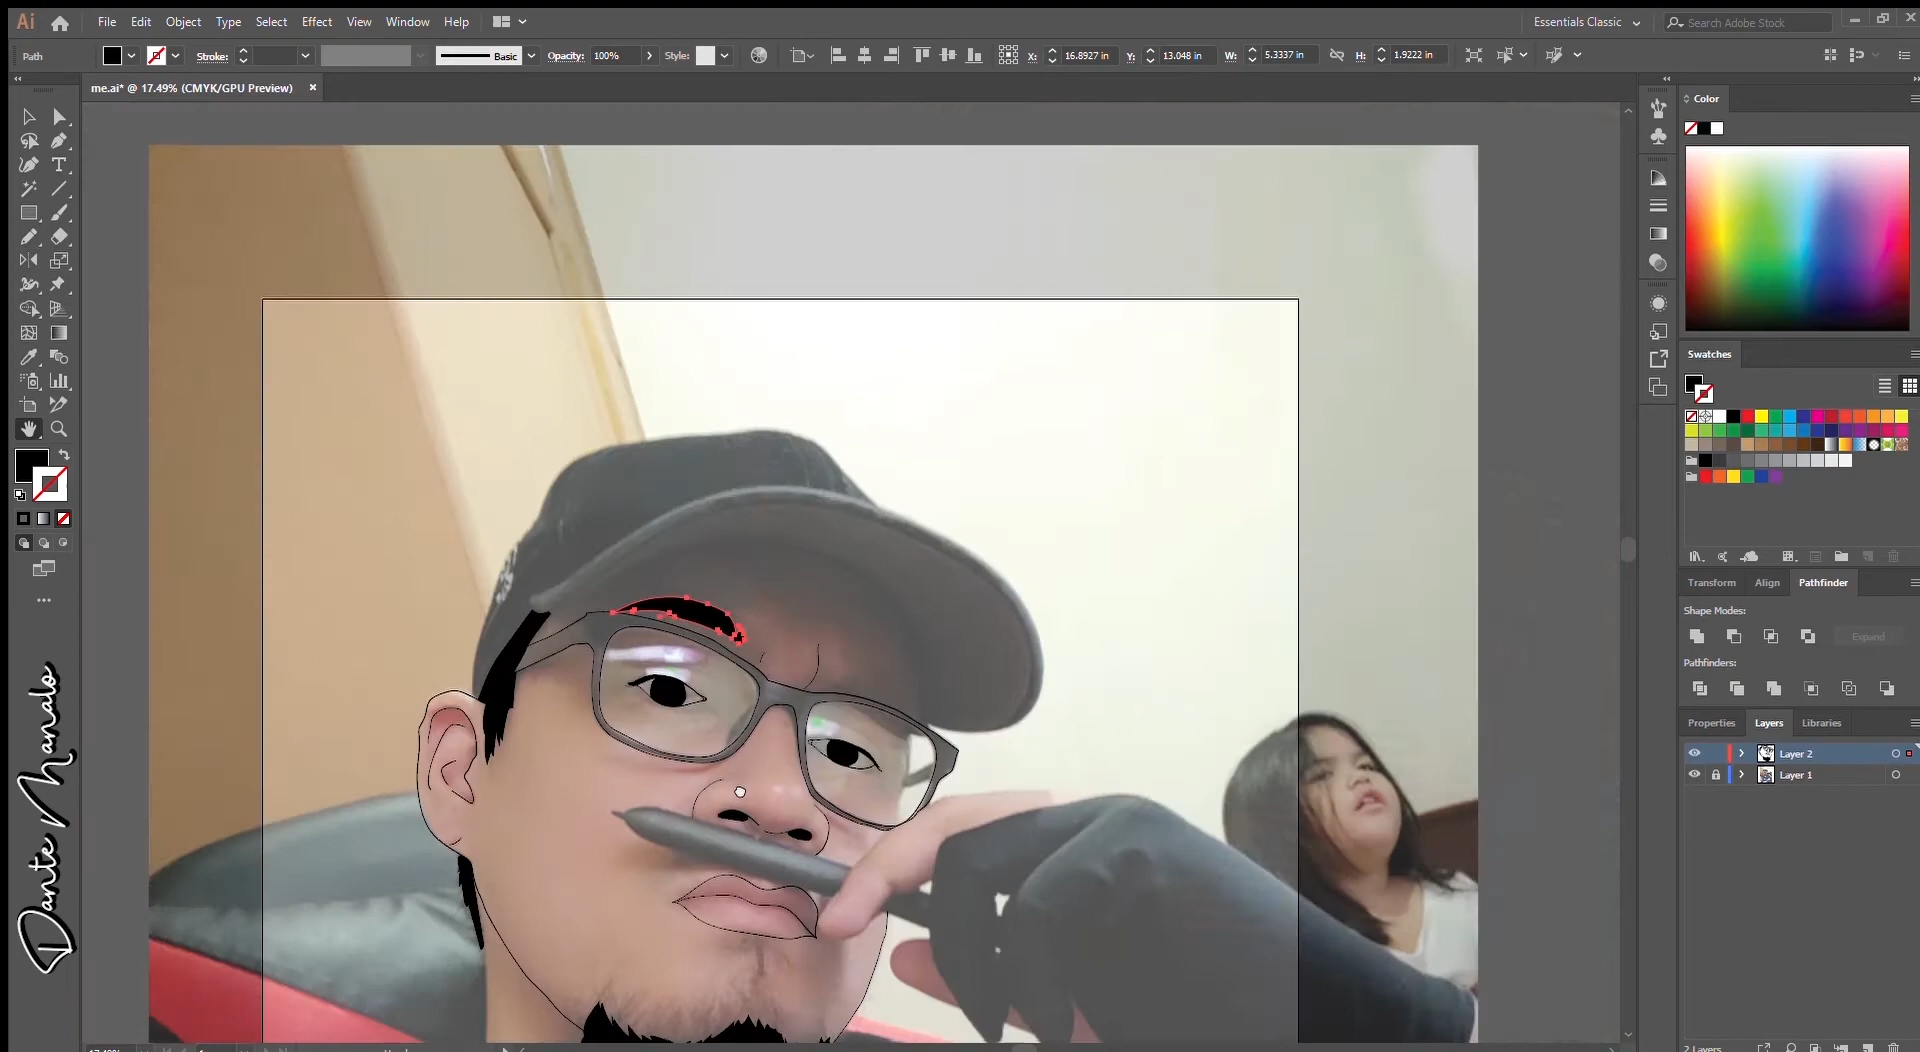 Ai File Edit Object Type Select Effect View Window Help Essentials Classic Search Adobe Stock
Path Stroke: Basic Opacity: 100% Style: X: 16.8927 in Y: 13.048 in W: 5.3337 in H: 1.9222 in
me.ai* @ 17.49% (CMYK/GPU Preview)
Color
Swatches
Transform Align Pathfinder
Shape Modes:
Expand
Pathfinders:
Properties Layers Libraries
Layer 2
Layer 1
2 Layers
Dante Manalo